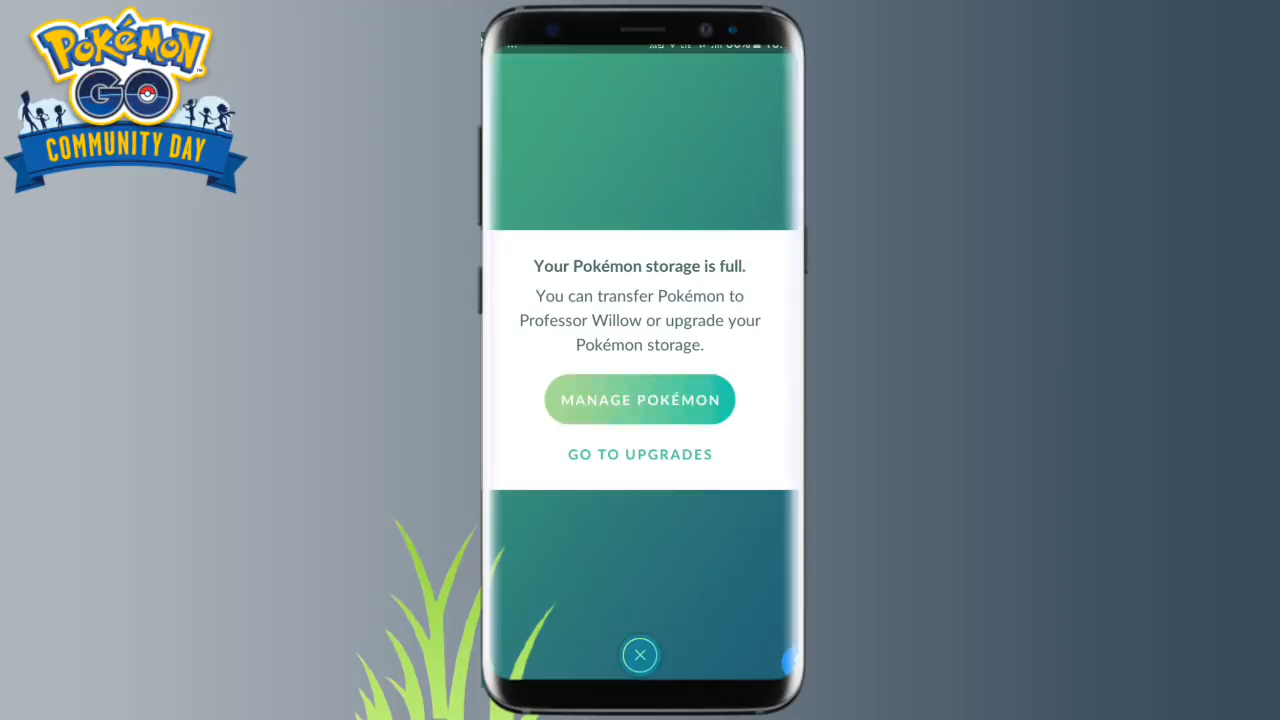 Pokémon
GO
COMMUNITY DAY
Your Pokémon storage is full.
You can transfer Pokémon to
Professor Willow or upgrade your
Pokémon storage.
MANAGE POKÉMON
GO TO UPGRADES